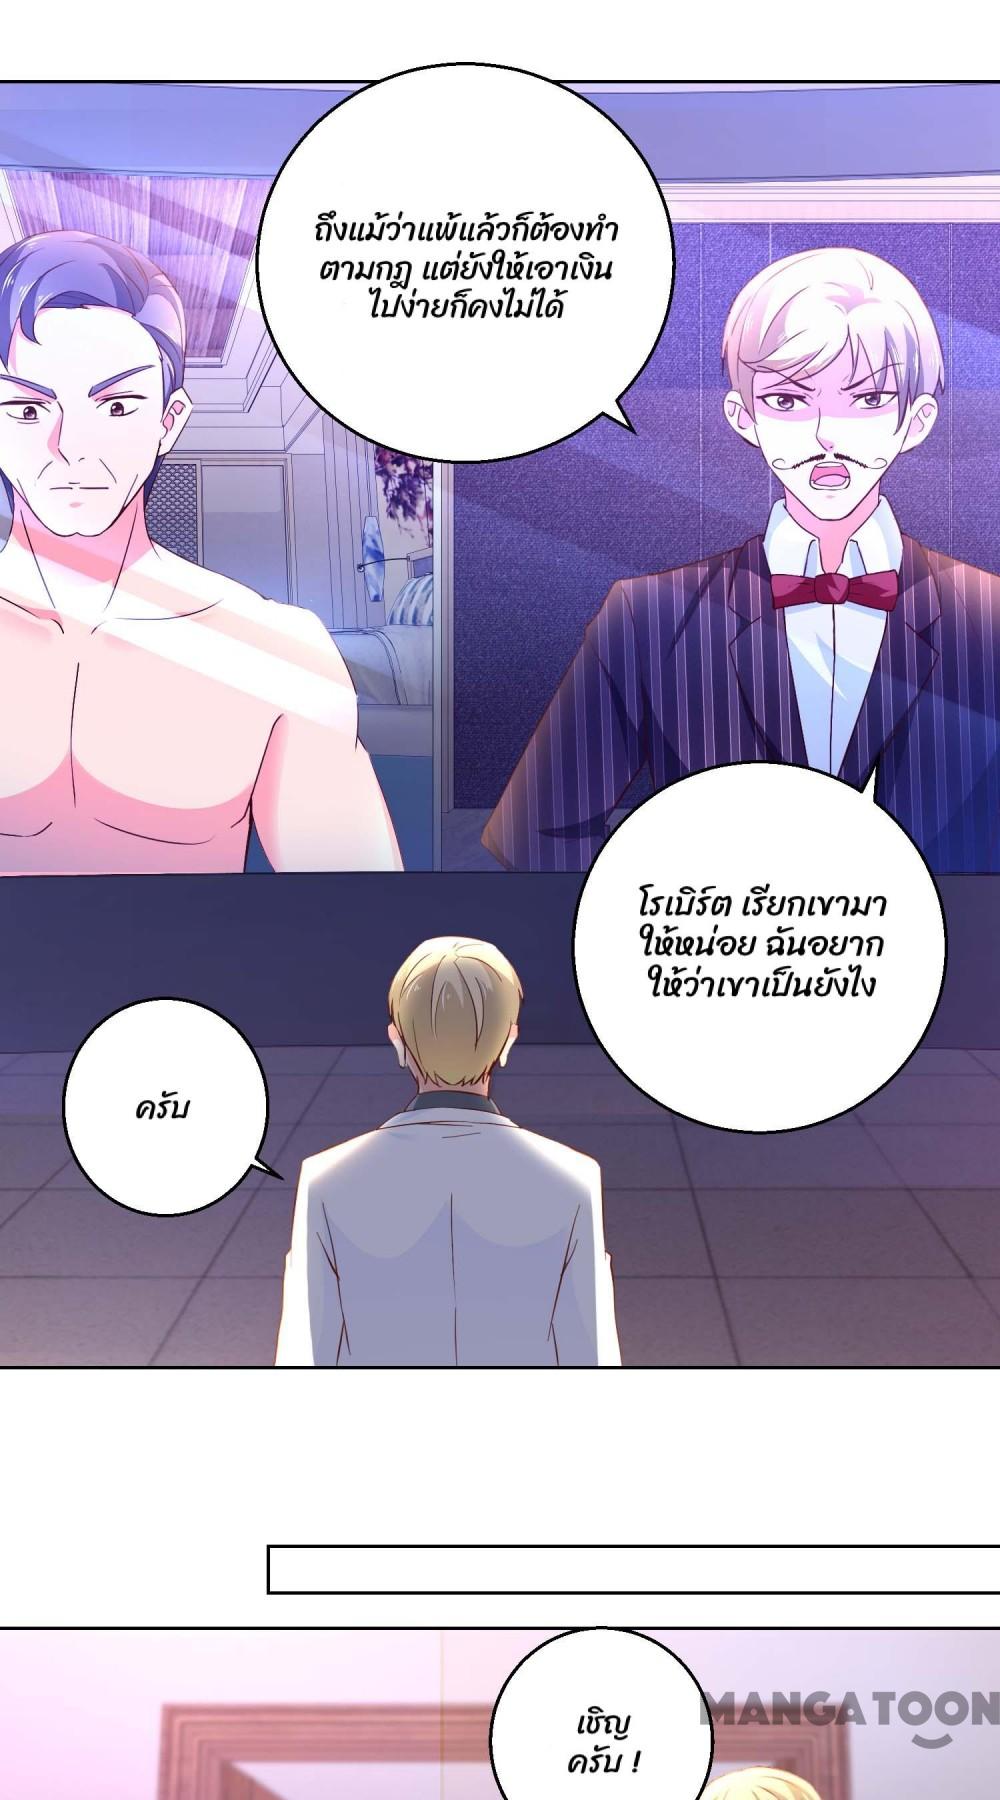 ถึงแม้ว่าแพ้แล้วก็ต้องทำ
ตามกฎ แต่ยังให้เอาเงิน
ไปง่ายก็คงไม่ได้
โรเบิร์ต เรียกเขามา
ให้หน่อย ฉันอยาก
ให้ว่าเขาเป็นยังไง
ครับ
เชิญ
ครับ !
MANGATOON